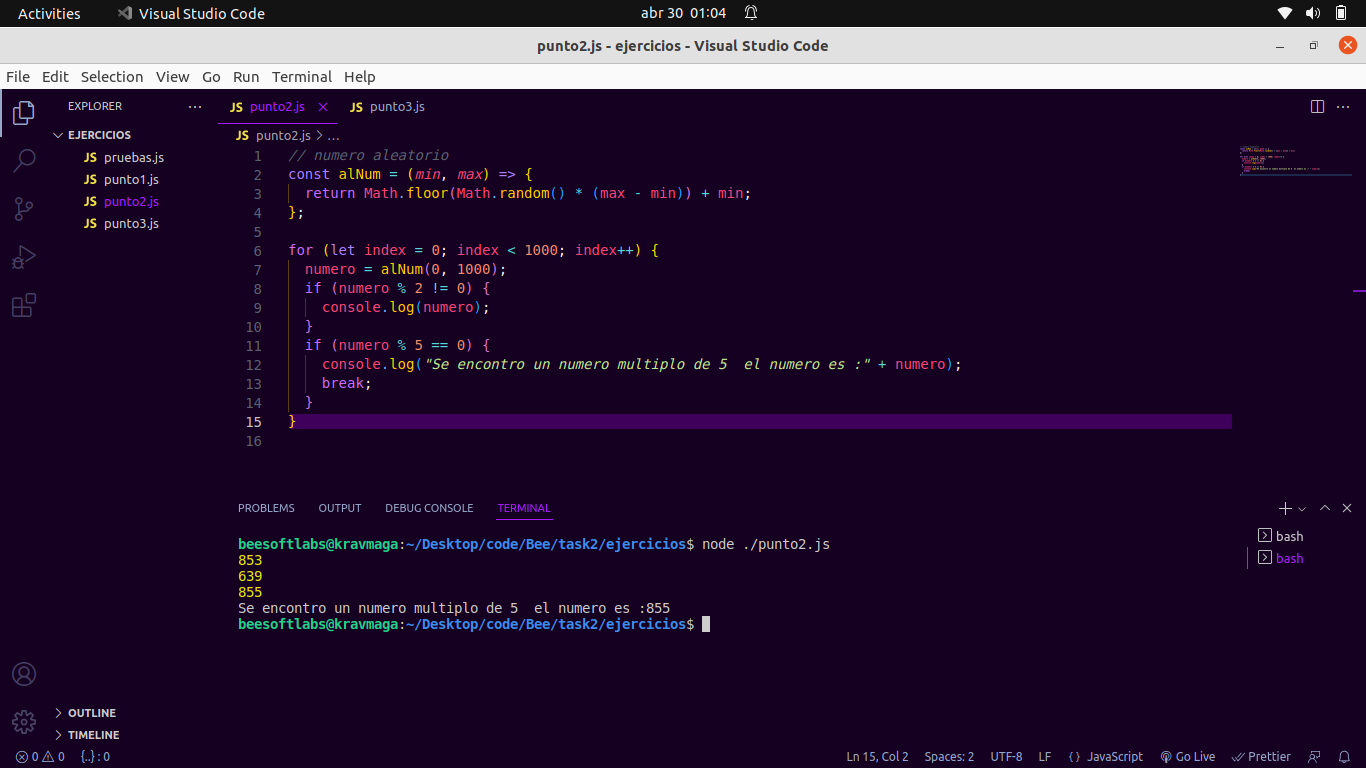 Activities Visual Studio Code abr 30 01:04
punto2.js - ejercicios - Visual Studio Code
File Edit Selection View Go Run Terminal Help
EXPLORER ···
EJERCICIOS
JS pruebas.js
JS punto1.js
JS punto2.js
JS punto3.js
OUTLINE
TIMELINE
JS punto2.js JS punto3.js ···
JS punto2.js > ...
1 // numero aleatorio
2 const alNum = (min, max) => {
3 return Math.floor(Math.random() * (max - min)) + min;
4 };
5
6 for (let index = 0; index < 1000; index++) {
7 numero = alNum(0, 1000);
8 if (numero % 2 != 0) {
9 console.log(numero);
10 }
11 if (numero % 5 == 0) {
12 console.log("Se encontro un numero multiplo de 5  el numero es :" + numero);
13 break;
14 }
15 }
16
PROBLEMS OUTPUT DEBUG CONSOLE TERMINAL
beesoftlabs@kravmaga:~/Desktop/code/Bee/task2/ejercicios$ node ./punto2.js
853
639
855
Se encontro un numero multiplo de 5  el numero es :855
beesoftlabs@kravmaga:~/Desktop/code/Bee/task2/ejercicios$
bash
bash
0 0 {..} : 0 Ln 15, Col 2 Spaces: 2 UTF-8 LF {} JavaScript Go Live Prettier